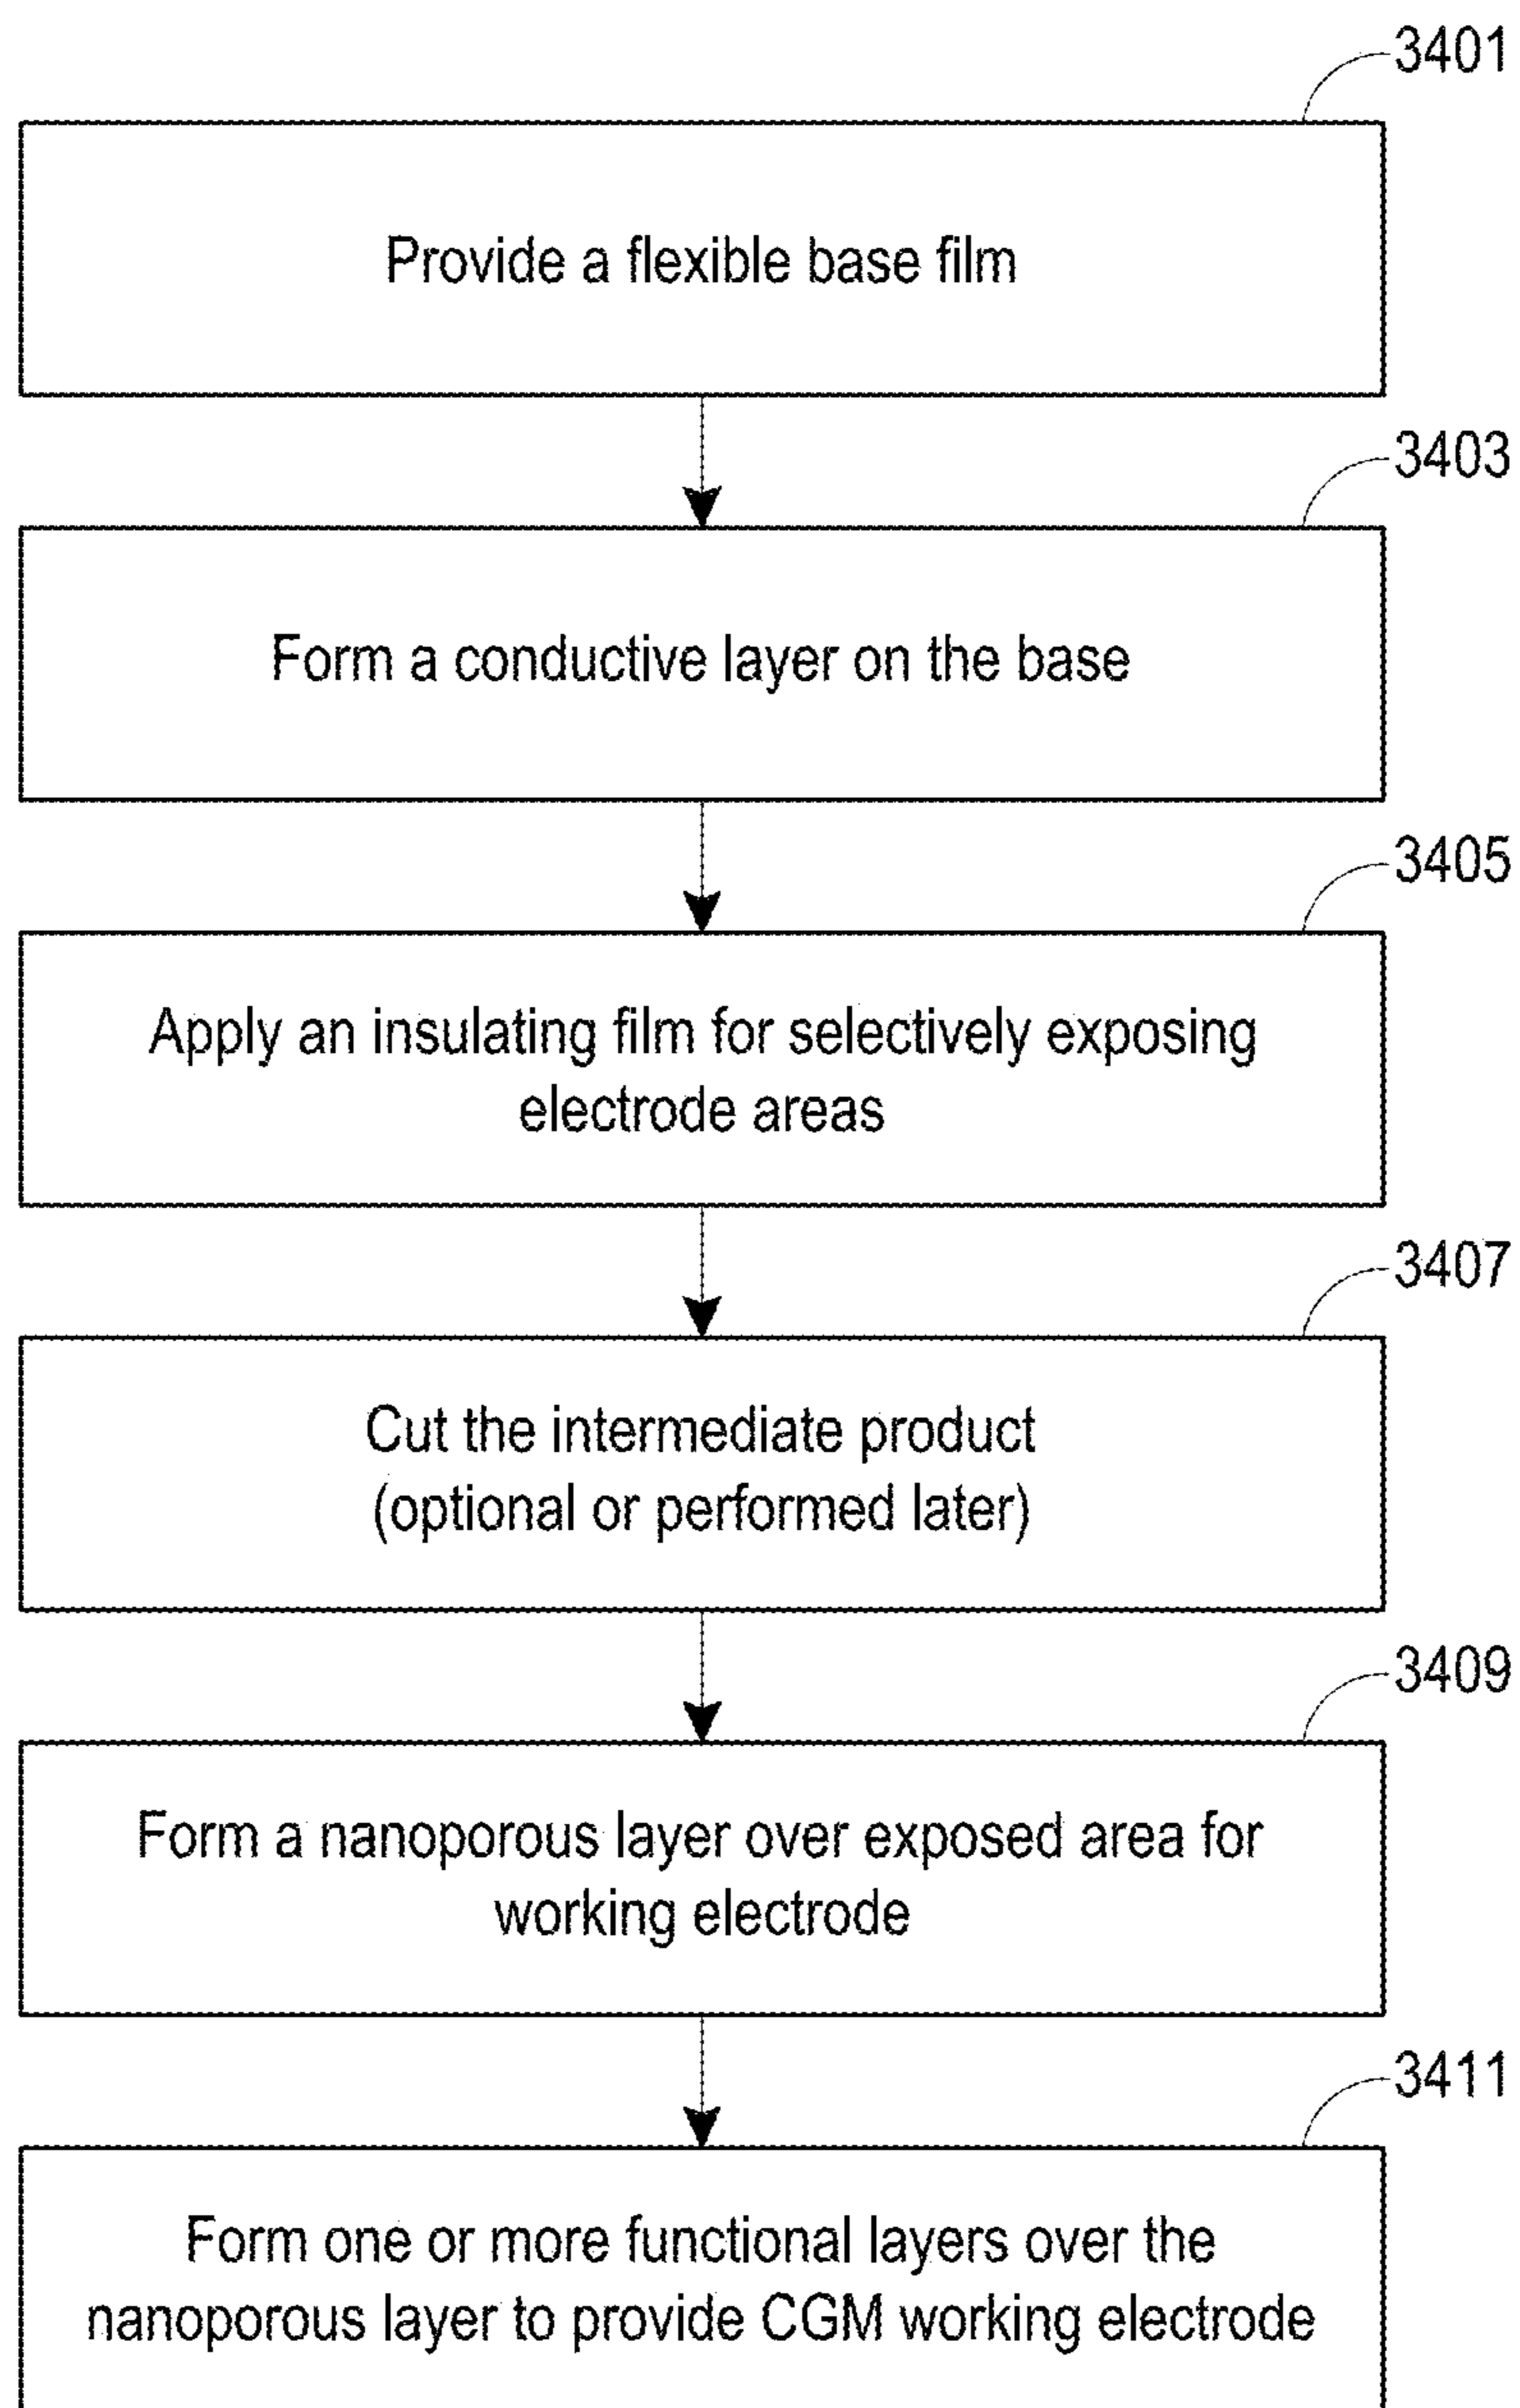 3401
Provide a flexible base film
3403
Form a conductive layer on the base
3405
Apply an insulating film for selectively exposing
electrode areas
3407
Cut the intermediate product
(optional or performed later)
3409
Form a nanoporous layer over exposed area for
working electrode
3411
Form one or more functional layers over the
nanoporous layer to provide CGM working electrode